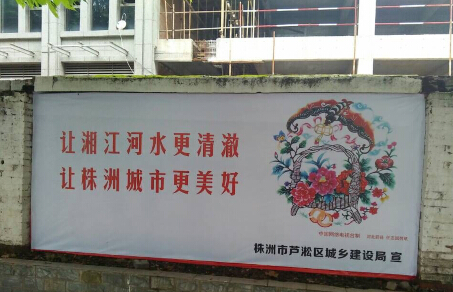 让湘江河水更清澈
让株洲城市更美好
株洲市芦淞区城乡建设局 宣